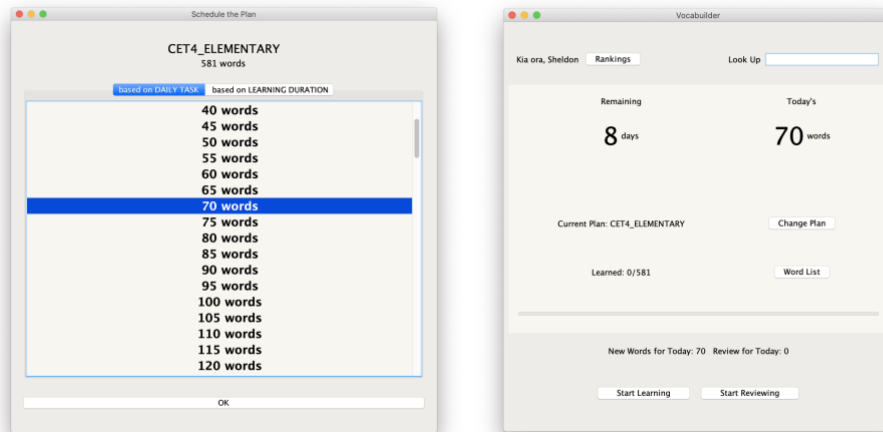 Schedule the Plan
CET4_ELEMENTARY
581 words
based on DAILY TASK based on LEARNING DURATION
40 words
45 words
50 words
55 words
60 words
65 words
70 words
75 words
80 words
85 words
90 words
95 words
100 words
105 words
110 words
115 words
120 words
OK
Vocabuilder
Kia ora, Sheldon Rankings Look Up
Remaining Today's
8 days 70 words
Current Plan: CET4_ELEMENTARY Change Plan
Learned: 0/581 Word List
New Words for Today: 70 Review for Today: 0
Start Learning Start Reviewing